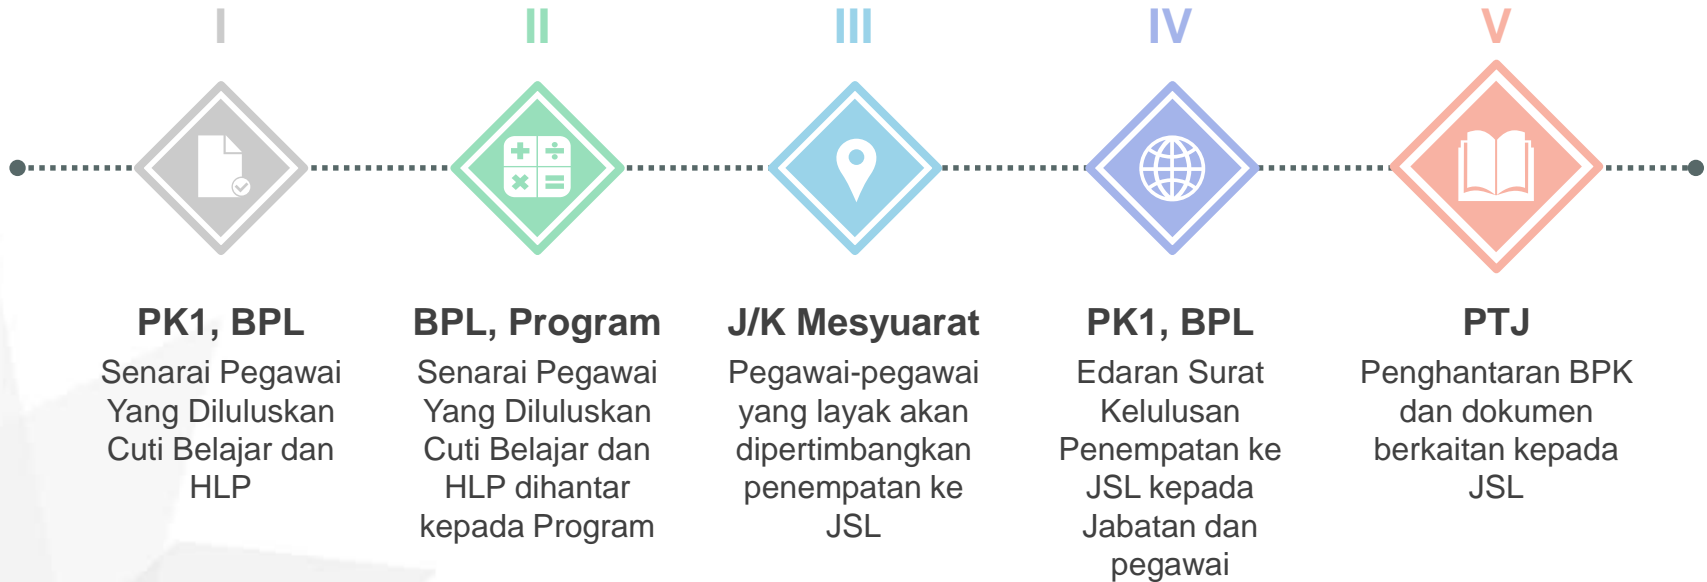 I
II
III
IV
V
PK1, BPL
Senarai Pegawai
Yang Diluluskan
Cuti Belajar dan
HLP
BPL, Program
Senarai Pegawai
Yang Diluluskan
Cuti Belajar dan
HLP dihantar
kepada Program
J/K Mesyuarat
Pegawai-pegawai
yang layak akan
dipertimbangkan
penempatan ke
JSL
PK1, BPL
Edaran Surat
Kelulusan
Penempatan ke
JSL kepada
Jabatan dan
pegawai
PTJ
Penghantaran BPK
dan dokumen
berkaitan kepada
JSL